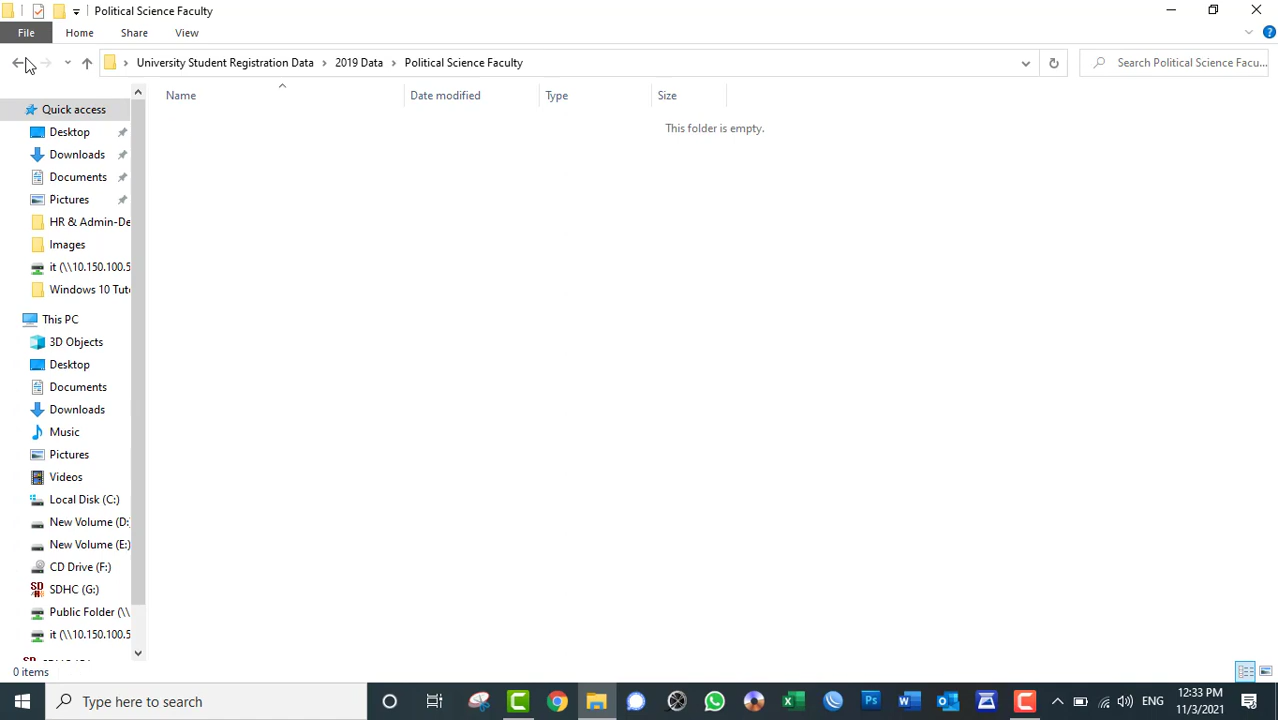 Political Science Faculty
File Home Share View
University Student Registration Data 2019 Data Political Science Faculty Search Political Science Facu...
Name Date modified Type Size
This folder is empty.
Quick access
Desktop
Downloads
Documents
Pictures
HR & Admin-De
Images
it (\\10.150.100.5
Windows 10 Tut
This PC
3D Objects
Desktop
Documents
Downloads
Music
Pictures
Videos
Local Disk (C:)
New Volume (D:
New Volume (E:)
CD Drive (F:)
SDHC (G:)
Public Folder (\\
it (\\10.150.100.5
0 items
Type here to search
ENG
12:33 PM
11/3/2021